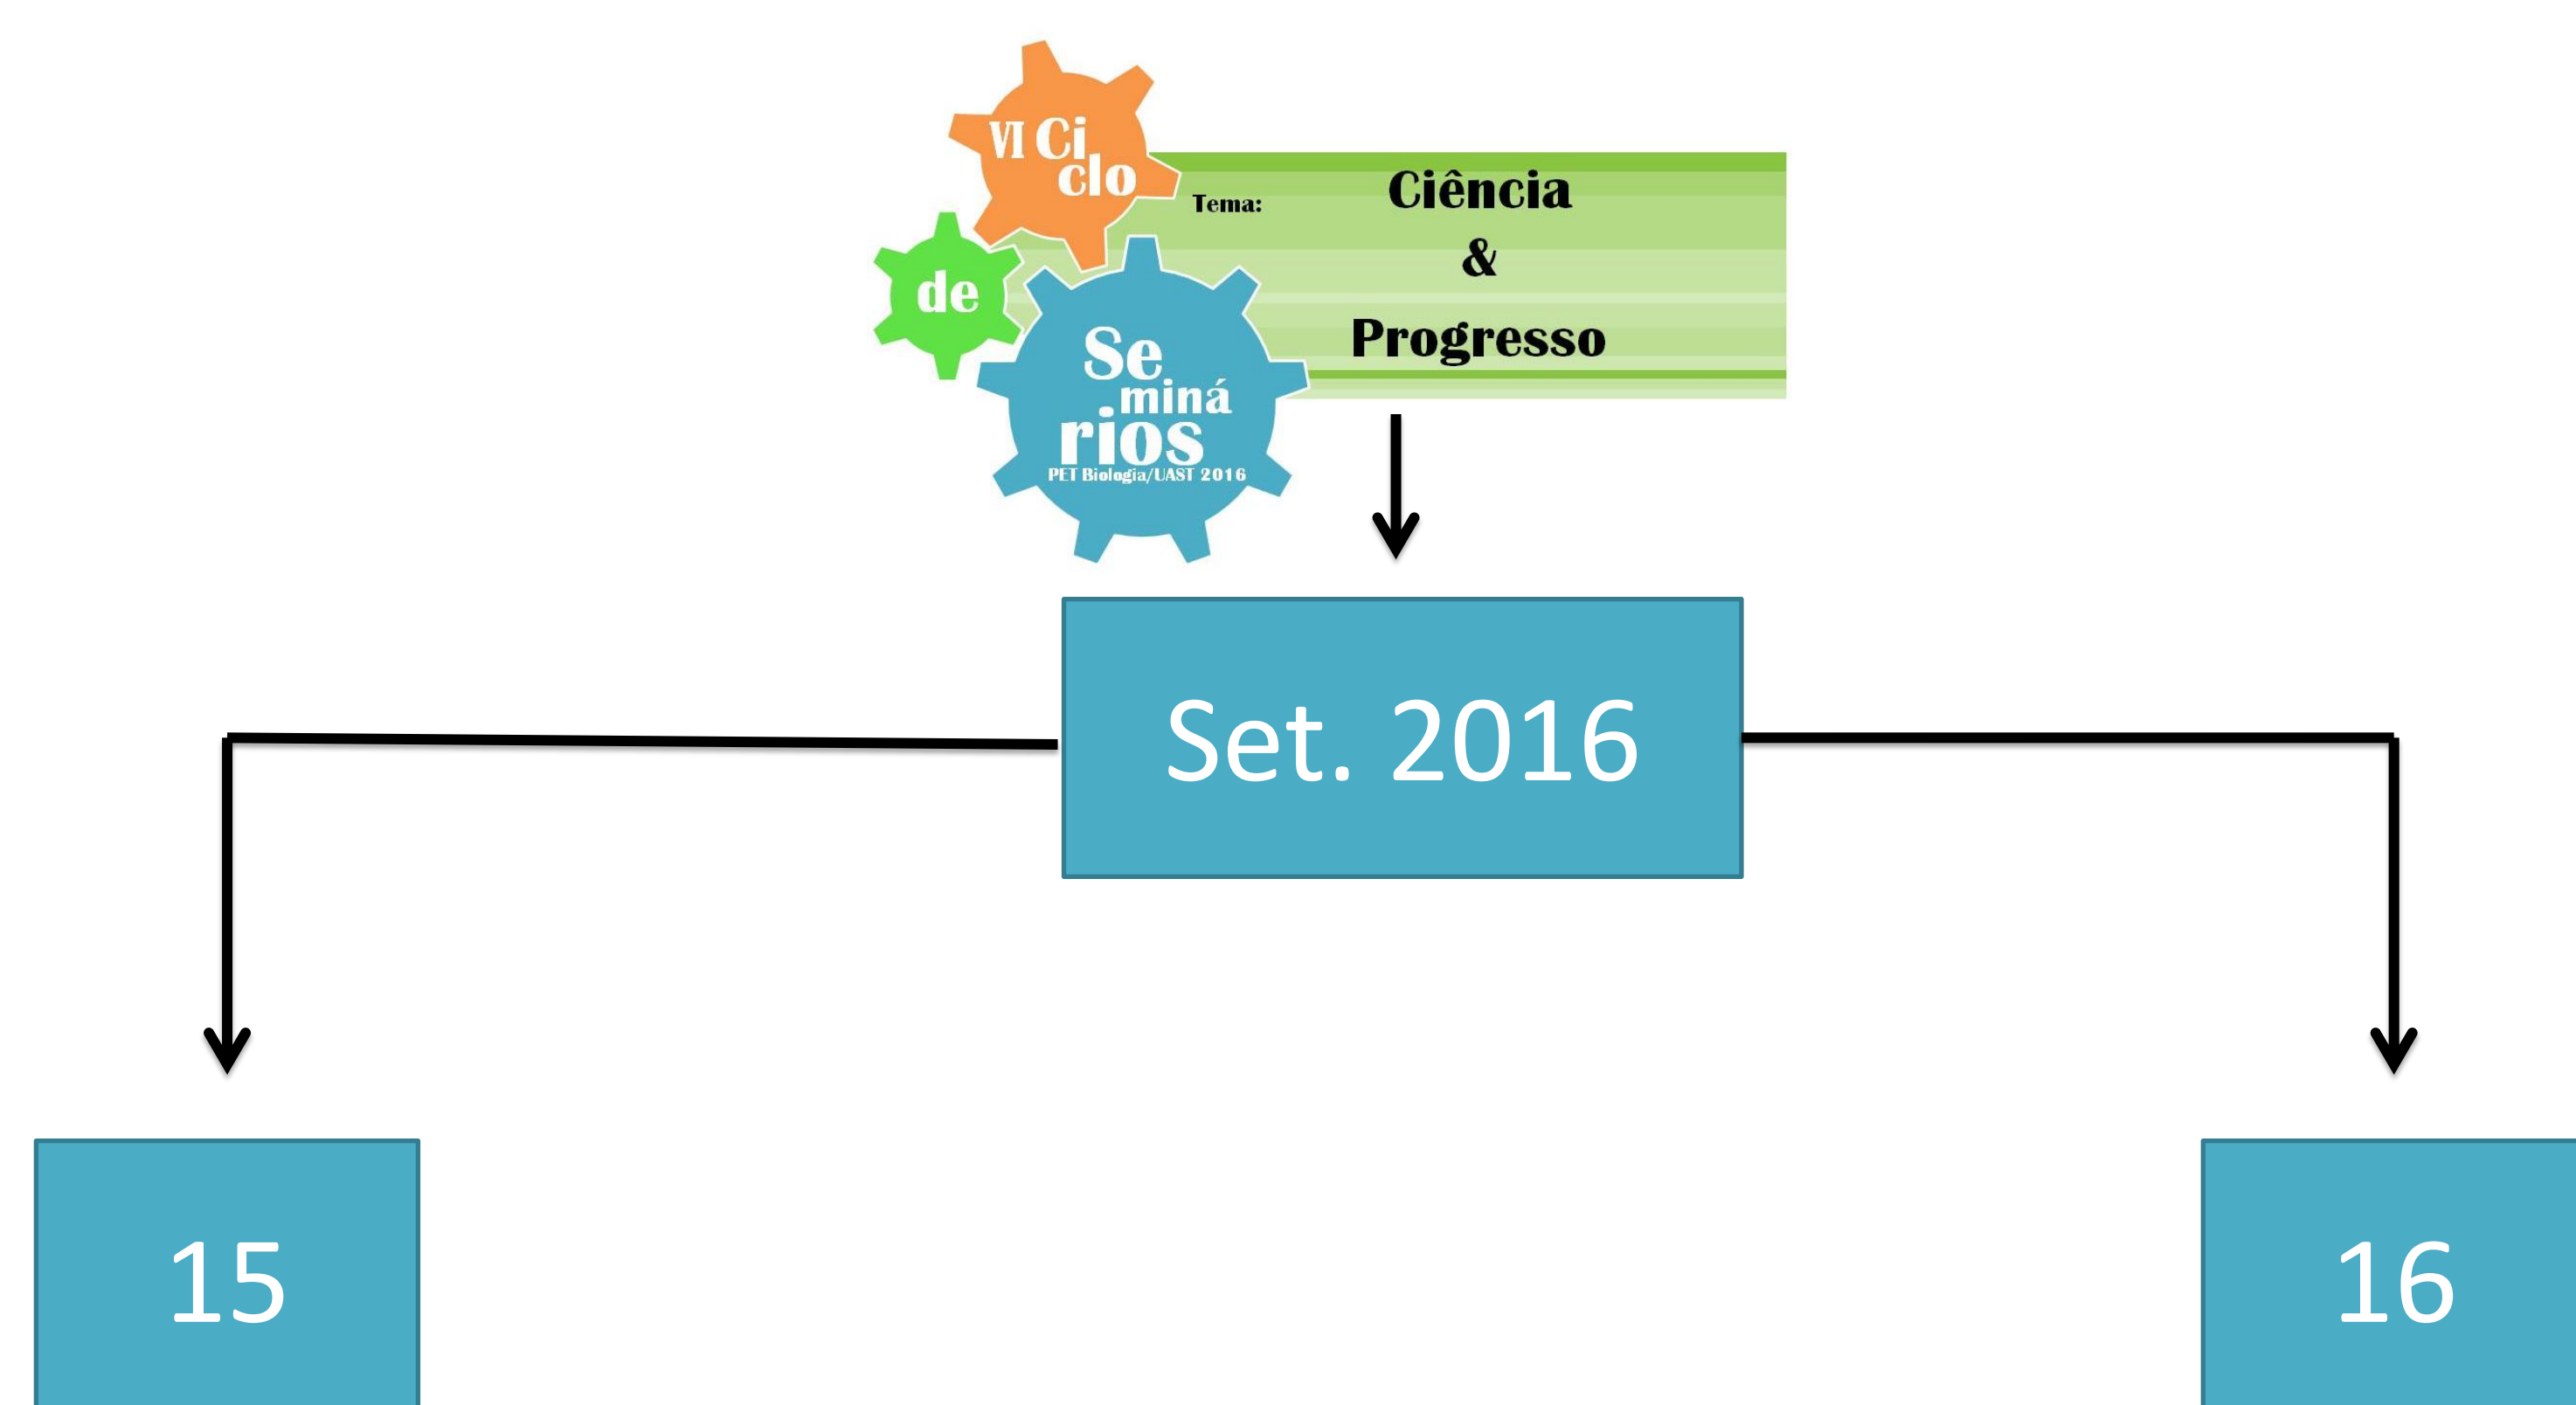 VI Ci
clo
de
Se
miná
rios
PET Biologia/UAST 2016
Tema:
Ciência
&
Progresso
Set. 2016
15
16